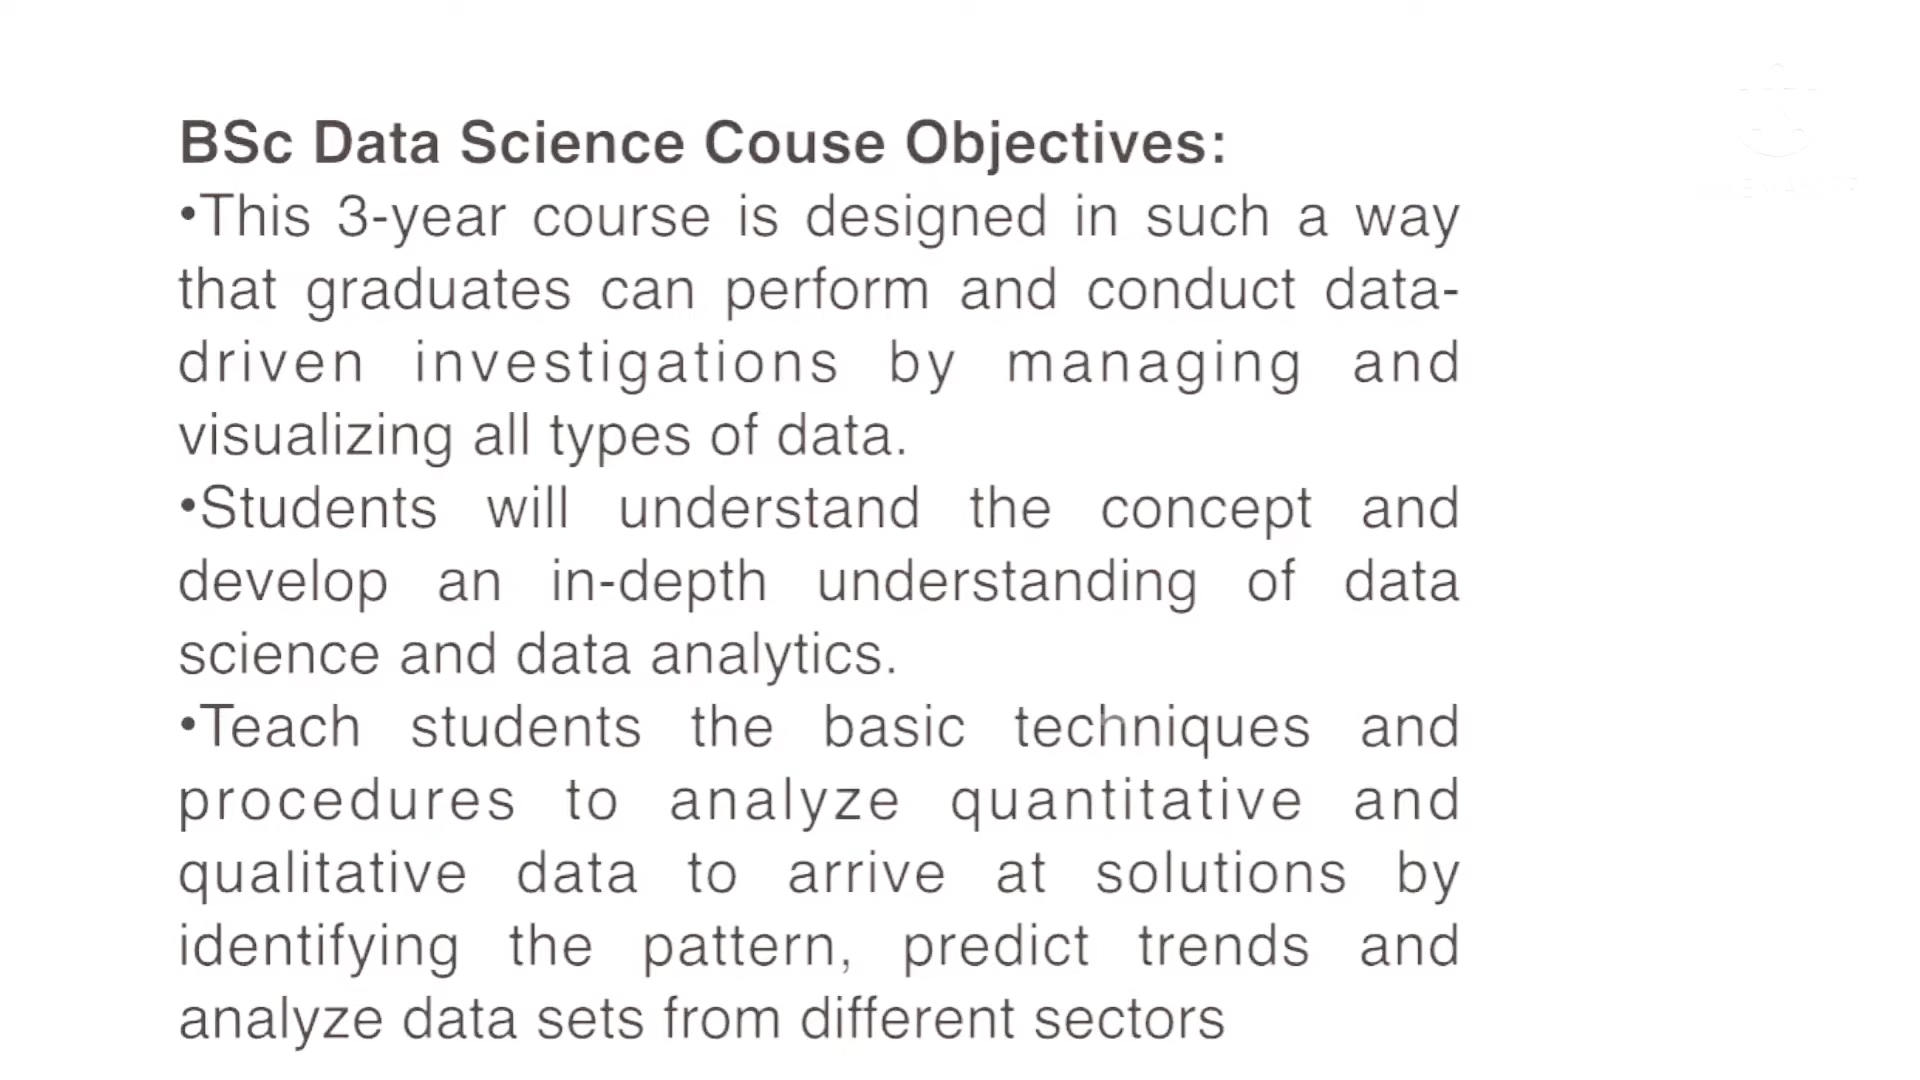 BSc Data Science Couse Objectives:
•This 3-year course is designed in such a way
that graduates can perform and conduct data-
driven investigations by managing and
visualizing all types of data.
•Students will understand the concept and
develop an in-depth understanding of data
science and data analytics.
•Teach students the basic techniques and
procedures to analyze quantitative and
qualitative data to arrive at solutions by
identifying the pattern, predict trends and
analyze data sets from different sectors